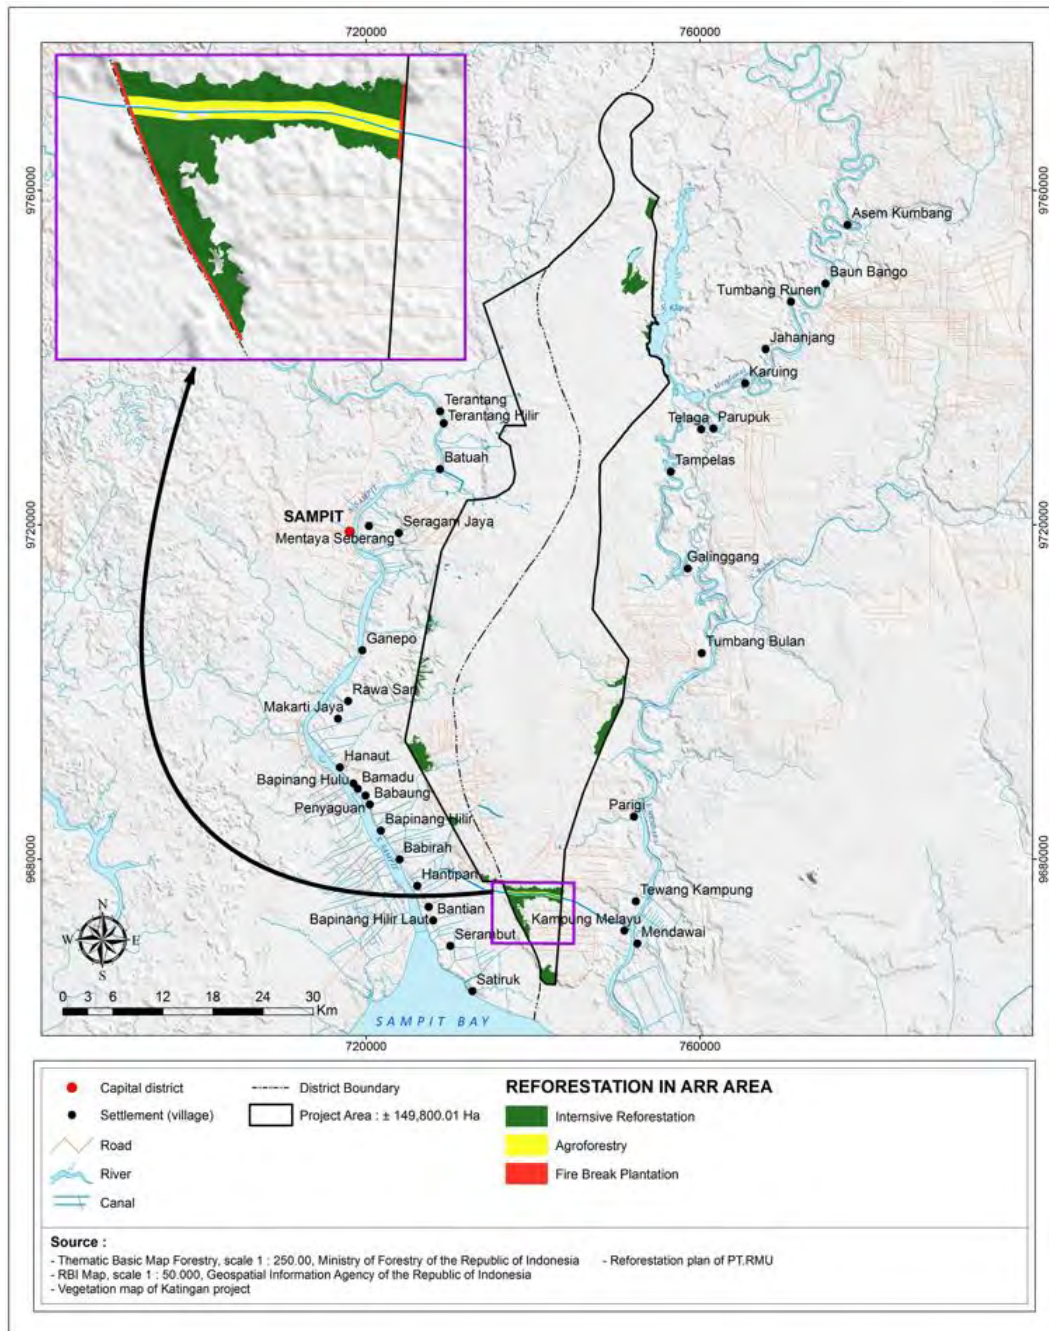 720000
760000
9760000
9760000
Asem Kumbang
Baun Bango
Tumbang Runen
Jahanjang
Karuing
Terantang
Terantang Hilir
Telaga
Parupuk
Batuah
Tampelas
S. SAMPIT
SAMPIT
Seragam Jaya
Mentaya Seberang
9720000
9720000
Galinggang
Ganepo
Tumbang Bulan
Rawa Sari
Makarti Jaya
Hanaut
Bapinang Hulu
Bamadu
Babaung
Penyaguan
Parigi
Bapinang Hilir
S. SAMPIT
Babirah
9680000
9680000
Hantipan
Tewang Kampung
Bantian
Bapinang Hilir Laut
Kampung Melayu
Mendawai
Serambut
Satiruk
N
W
E
S
0 3 6 12 18 24 30
Km
SAMPIT BAY
720000
760000
Capital district
Settlement (village)
Road
River
Canal
District Boundary
Project Area : ± 149,800.01 Ha
REFORESTATION IN ARR AREA
Internsive Reforestation
Agroforestry
Fire Break Plantation
Source :
- Thematic Basic Map Forestry, scale 1 : 250.00, Ministry of Forestry of the Republic of Indonesia - Reforestation plan of PT.RMU
- RBI Map, scale 1 : 50.000, Geospatial Information Agency of the Republic of Indonesia
- Vegetation map of Katingan project